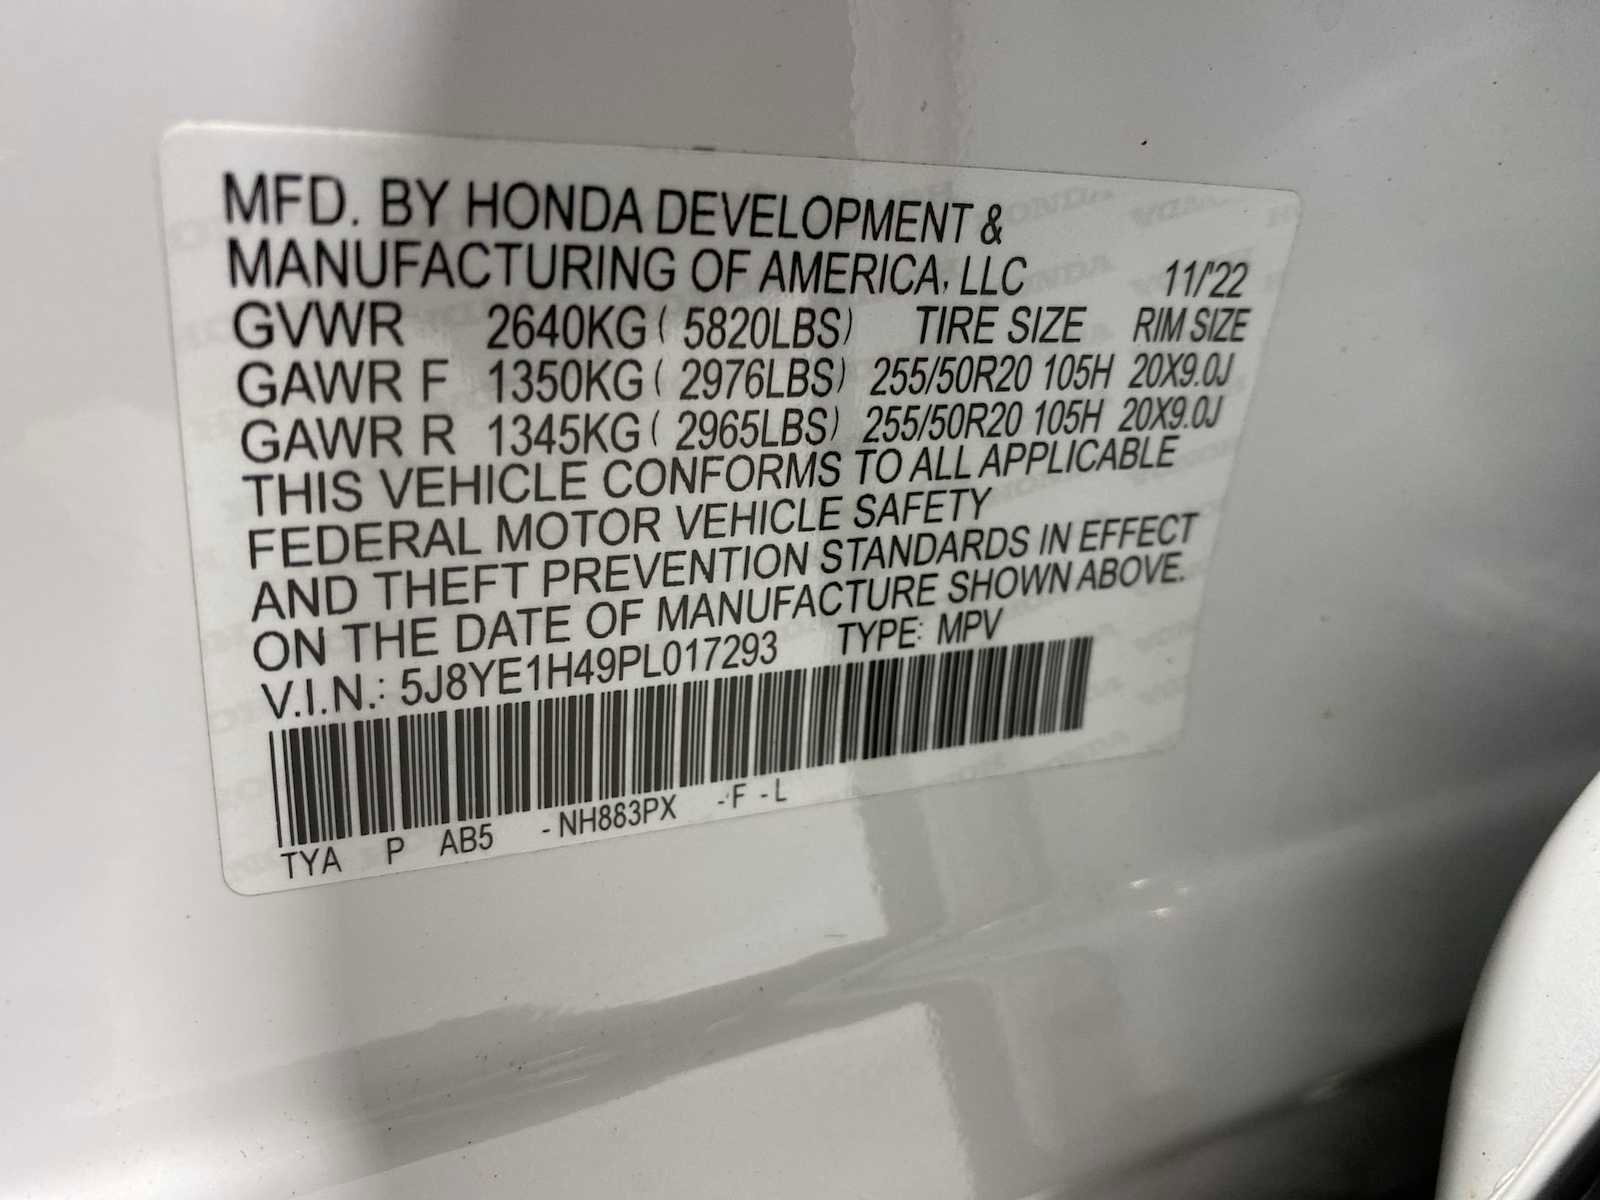 MFD. BY HONDA DEVELOPMENT &
MANUFACTURING OF AMERICA, LLC 11/'22
GVWR 2640KG ( 5820LBS) TIRE SIZE RIM SIZE
GAWR F 1350KG ( 2976LBS) 255/50R20 105H 20X9.0J
GAWR R 1345KG ( 2965LBS) 255/50R20 105H 20X9.0J
THIS VEHICLE CONFORMS TO ALL APPLICABLE
FEDERAL MOTOR VEHICLE SAFETY
AND THEFT PREVENTION STANDARDS IN EFFECT
ON THE DATE OF MANUFACTURE SHOWN ABOVE.
V.I.N.: 5J8YE1H49PL017293 TYPE: MPV
TYA P AB5 -NH883PX -F -L